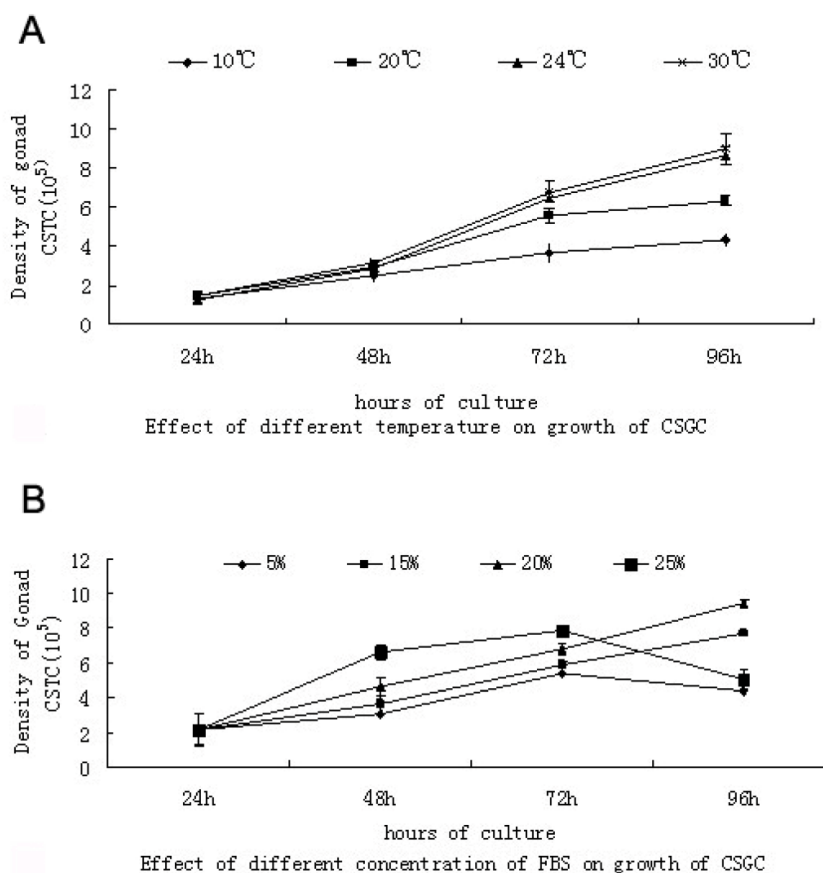 A
10℃ 20℃ 24℃ 30℃
Density of gonad
CSTC(10⁵)
12
10
8
6
4
2
0
24h 48h 72h 96h
hours of culture
Effect of different temperature on growth of CSGC
B
5% 15% 20% 25%
Density of Gonad
CSTC(10⁵)
12
10
8
6
4
2
0
24h 48h 72h 96h
hours of culture
Effect of different concentration of FBS on growth of CSGC